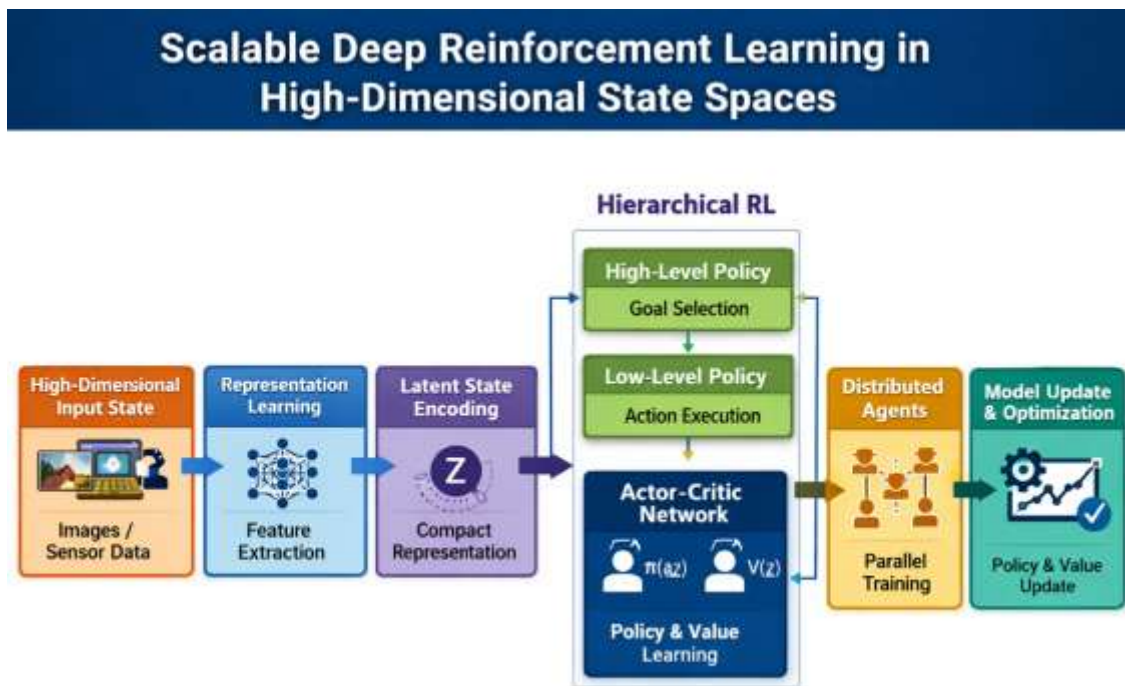 Scalable Deep Reinforcement Learning in
High-Dimensional State Spaces
Hierarchical RL
High-Level Policy
Goal Selection
Low-Level Policy
Action Execution
High-Dimensional
Input State
Images /
Sensor Data
Representation
Learning
Feature
Extraction
Latent State
Encoding
Z
Compact
Representation
Actor-Critic
Network
V(z)
Policy & Value
Learning
Distributed
Agents
Parallel
Training
Model Update
& Optimization
Policy & Value
Update